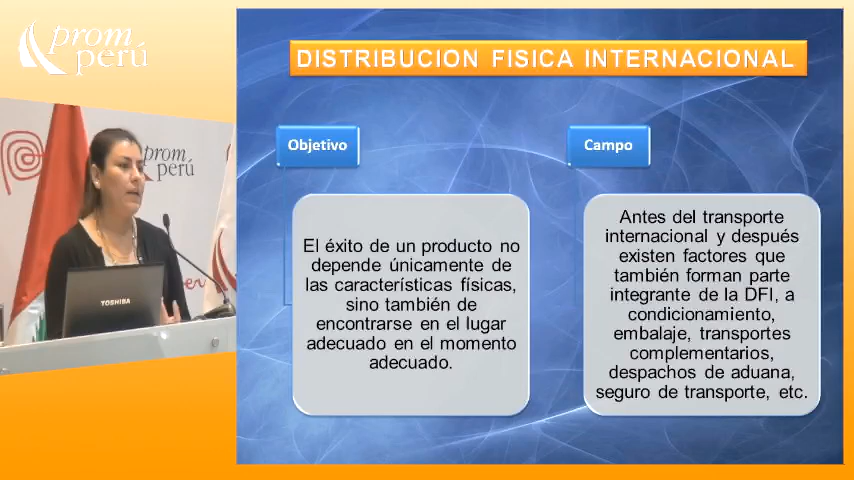 prom
perú
prom
perú
TOSHIBA
DISTRIBUCION FISICA INTERNACIONAL
Objetivo
El éxito de un producto no
depende únicamente de
las características físicas,
sino también de
encontrarse en el lugar
adecuado en el momento
adecuado.
Campo
Antes del transporte
internacional y después
existen factores que
también forman parte
integrante de la DFI, a
condicionamiento,
embalaje, transportes
complementarios,
despachos de aduana,
seguro de transporte, etc.